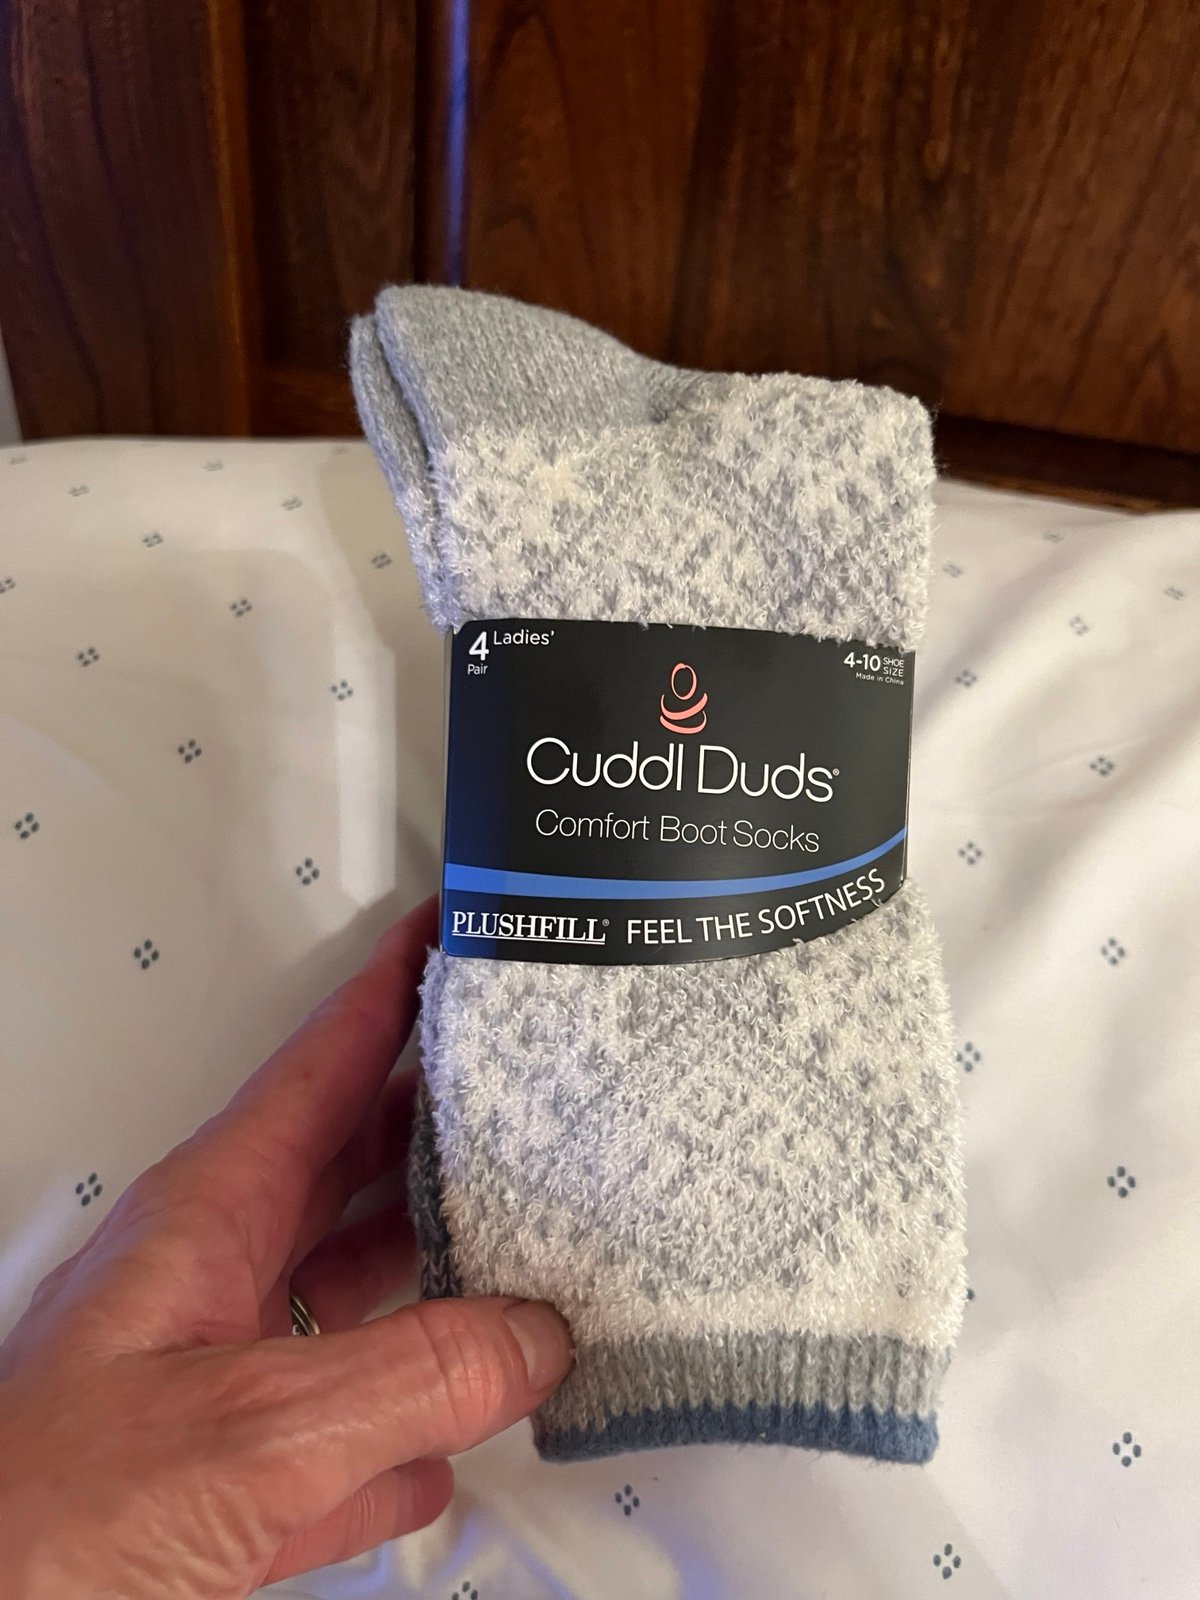 4 Ladies'
Pair
4-10 SHOE SIZE
Made in China
Cuddl Duds®
Comfort Boot Socks
PLUSHFILL® FEEL THE SOFTNESS